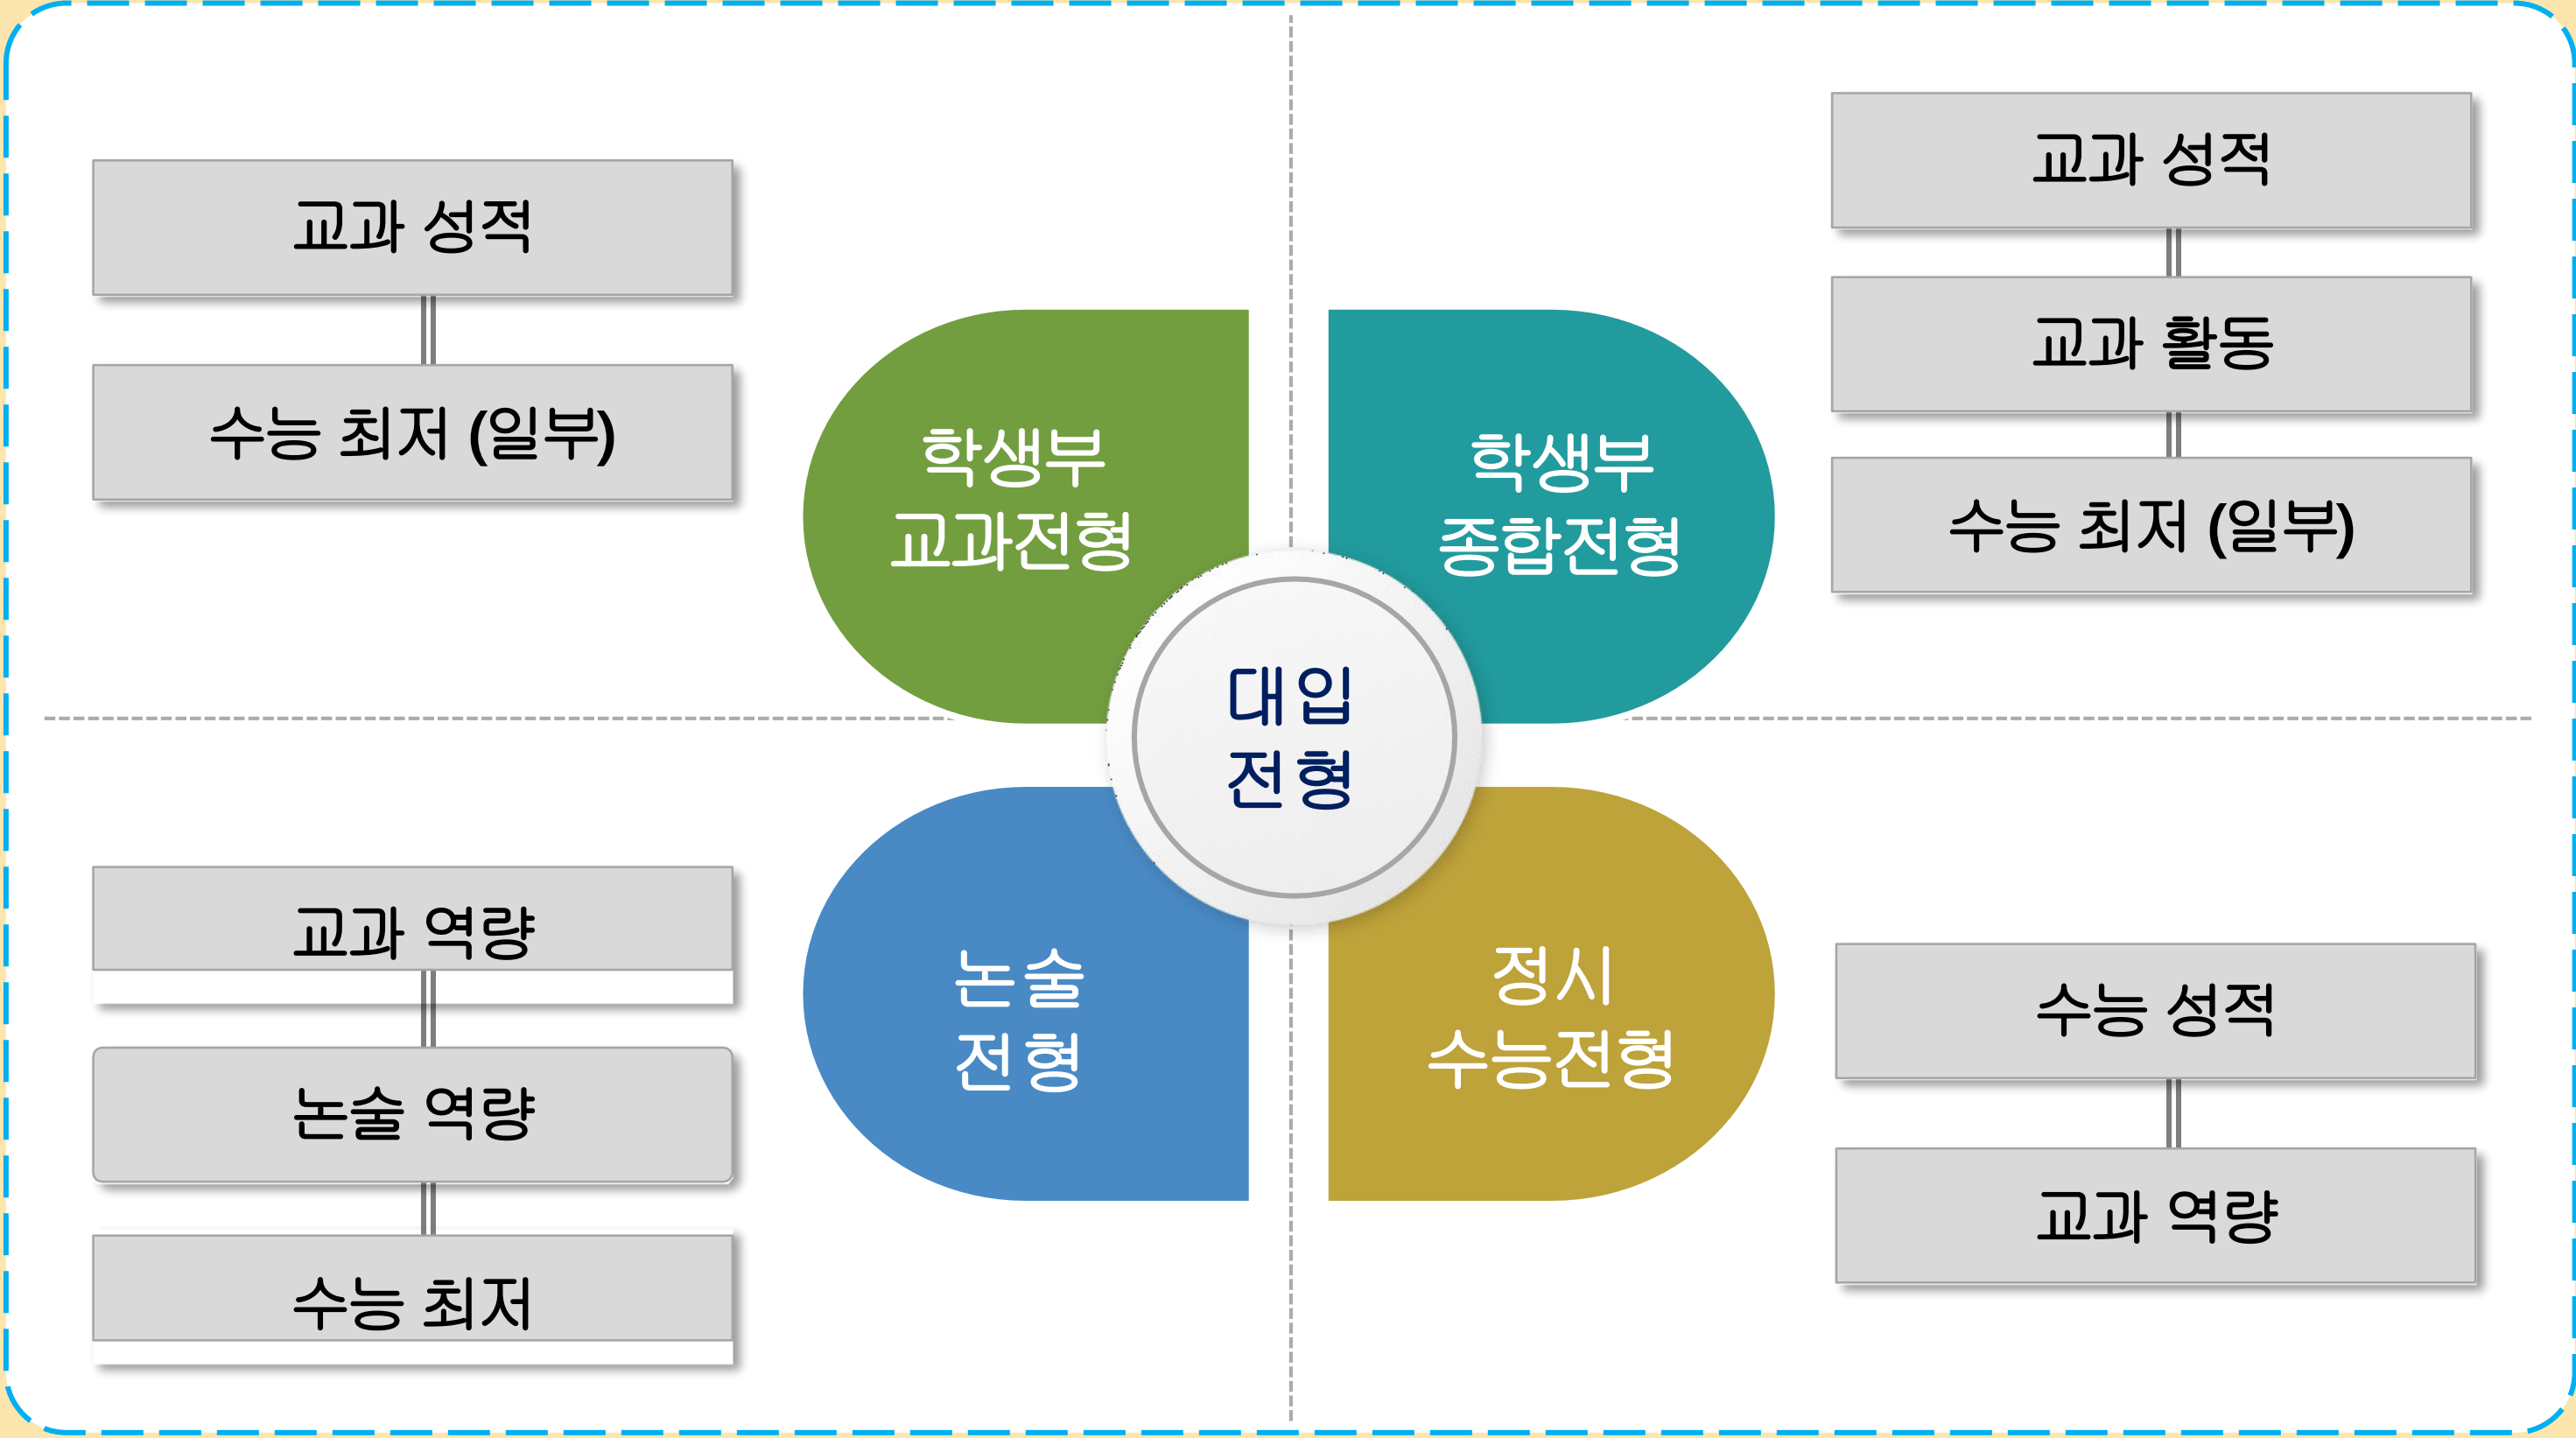 교과 성적
수능 최저 (일부)
학생부
교과전형
학생부
종합전형
교과 성적
교과 활동
수능 최저 (일부)
대입
전형
교과 역량
논술 역량
수능 최저
논술
전형
정시
수능전형
수능 성적
교과 역량